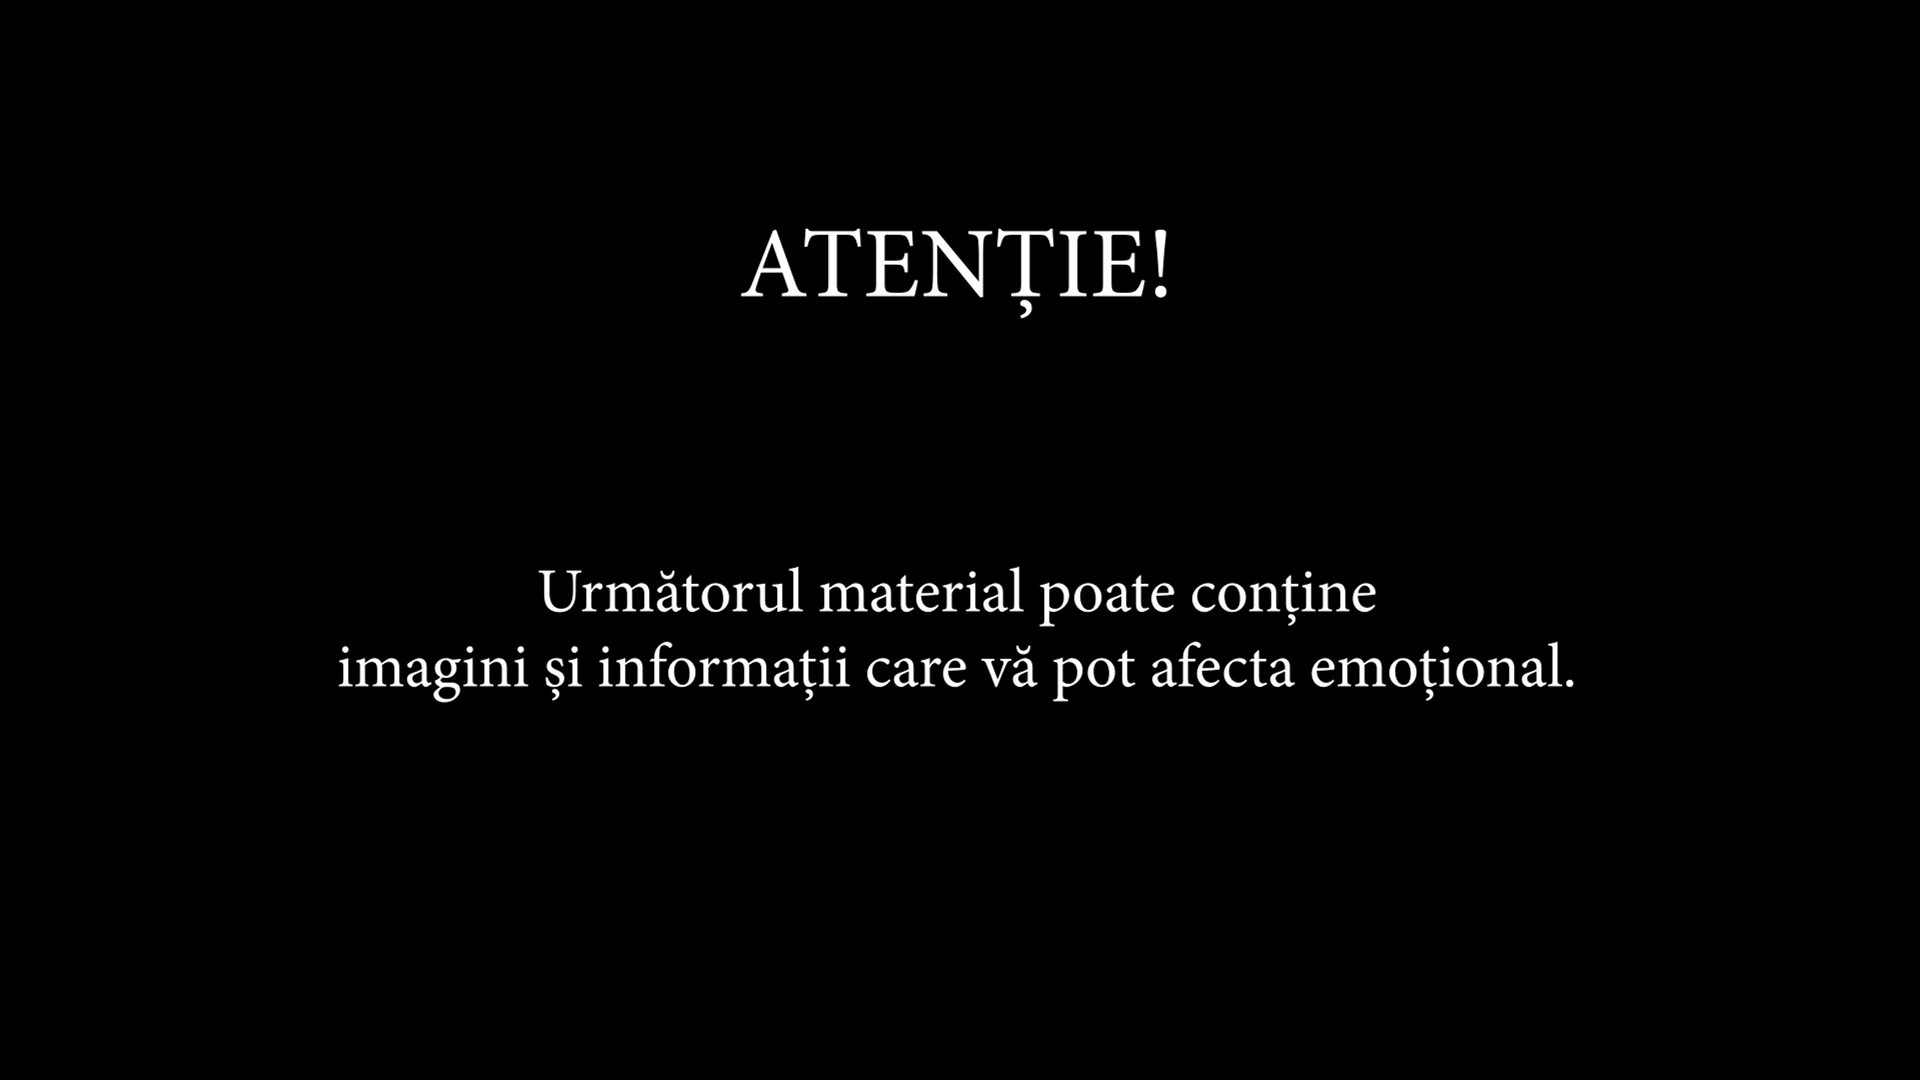 ATENȚIE!
Următorul material poate conține
imagini și informații care vă pot afecta emoțional.